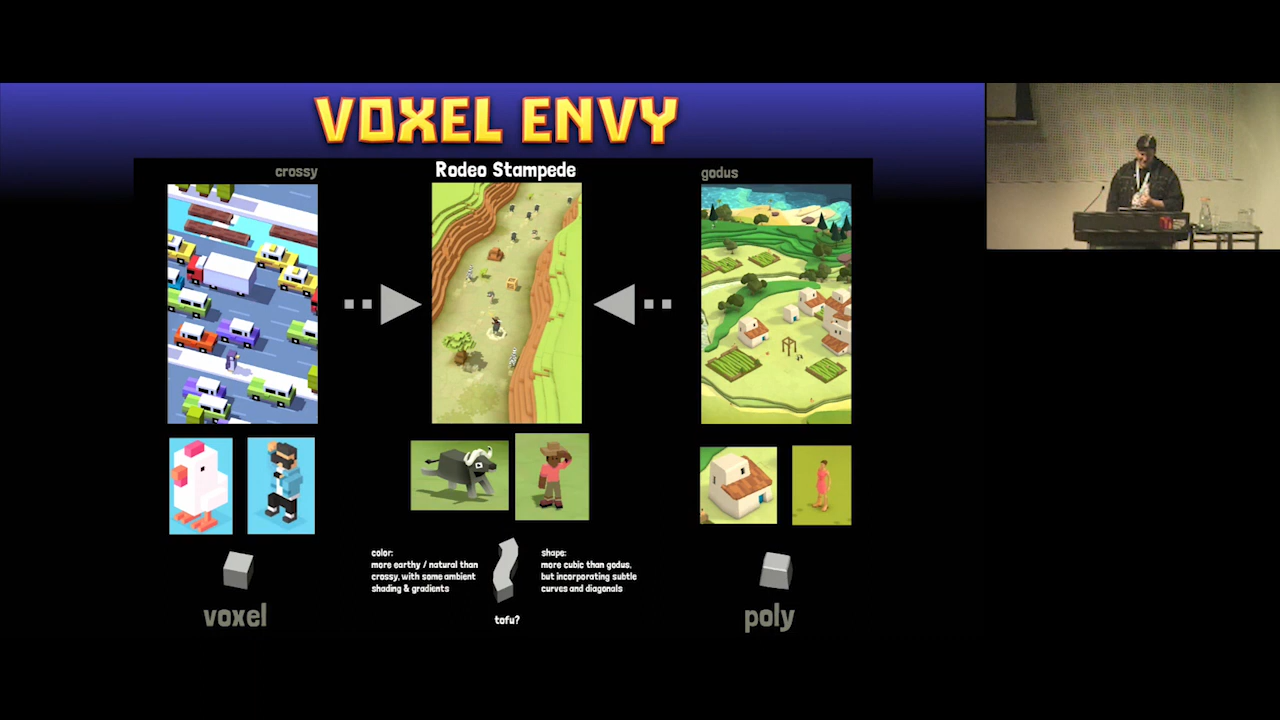 VOXEL ENVY
crossy
Rodeo Stampede
godus
color:
more earthy / natural than
crossy, with some ambient
shading & gradients
shape:
more cubic than godus,
but incorporating subtle
curves and diagonals
voxel
tofu?
poly